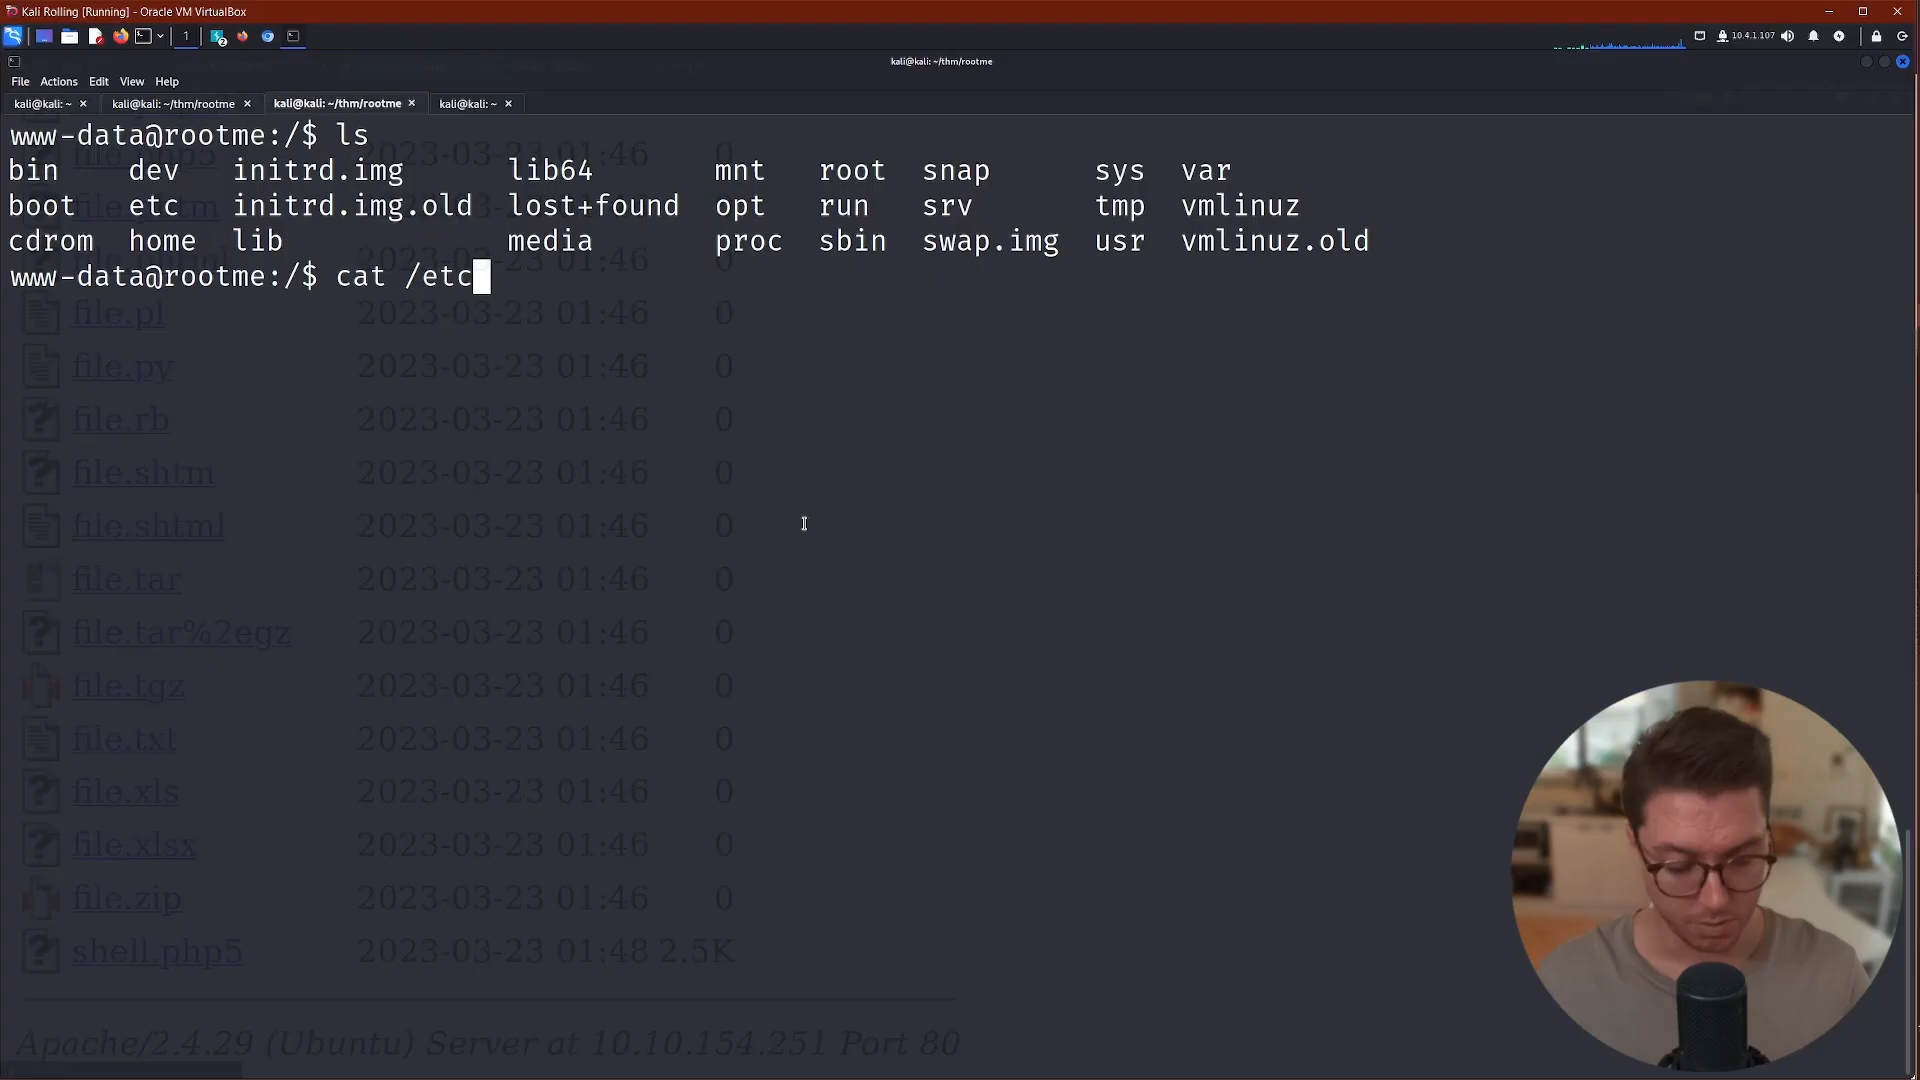 Kali Rolling [Running] - Oracle VM VirtualBox
1
2
10.4.1.107
kali@kali: ~/thm/rootme
File Actions Edit View Help
kali@kali: ~ × kali@kali: ~/thm/rootme × kali@kali: ~/thm/rootme × kali@kali: ~ ×
www-data@rootme:/$ ls
bin dev initrd.img lib64 mnt root snap sys var
boot etc initrd.img.old lost+found opt run srv tmp vmlinuz
cdrom home lib media proc sbin swap.img usr vmlinuz.old
www-data@rootme:/$ cat /etc
file.pl 2023-03-23 01:46 0
file.py 2023-03-23 01:46 0
file.rb 2023-03-23 01:46 0
file.shtm 2023-03-23 01:46 0
file.shtml 2023-03-23 01:46 0
file.tar 2023-03-23 01:46 0
file.tar%2egz 2023-03-23 01:46 0
file.tgz 2023-03-23 01:46 0
file.txt 2023-03-23 01:46 0
file.xls 2023-03-23 01:46 0
file.xlsx 2023-03-23 01:46 0
file.zip 2023-03-23 01:46 0
shell.php5 2023-03-23 01:48 2.5K
Apache/2.4.29 (Ubuntu) Server at 10.10.154.251 Port 80